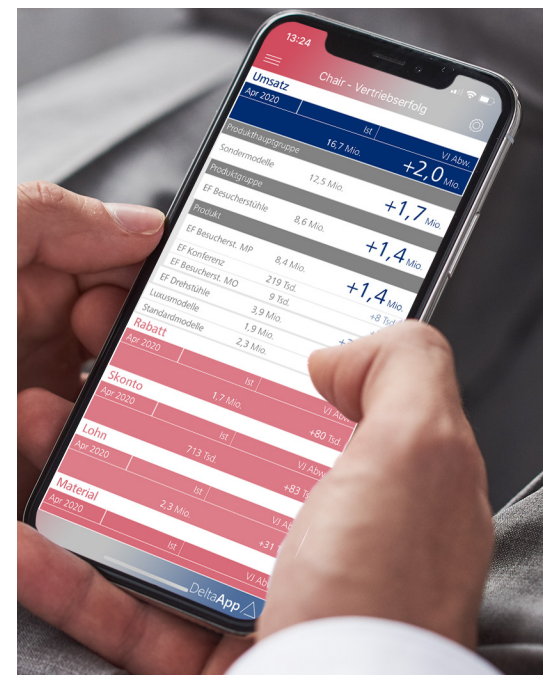 13:24
Chair - Vertriebserfolg
Umsatz
Apr 2020 Ist VJ Abw.
16,7 Mio. +2,0 Mio.
Produkthauptgruppe
Sondermodelle 12,5 Mio. +1,7 Mio.
Produktgruppe
EF Besucherstühle 8,6 Mio. +1,4 Mio.
Produkt
EF Besucherst. MP 8,4 Mio. +1,4 Mio.
EF Konferenz 219 Tsd. +8 Tsd.
EF Besucherst. MO 9 Tsd.
EF Drehstühle 3,9 Mio.
Luxusmodelle 1,9 Mio.
Standardmodelle 2,3 Mio.
Rabatt
Apr 2020 Ist VJ Abw.
1,7 Mio. +80 Tsd.
Skonto
Apr 2020 Ist VJ Abw.
713 Tsd. +83
Lohn
Apr 2020 Ist VJ
2,3 Mio. +31
Material
Apr 2020 Ist VJ
DeltaApp